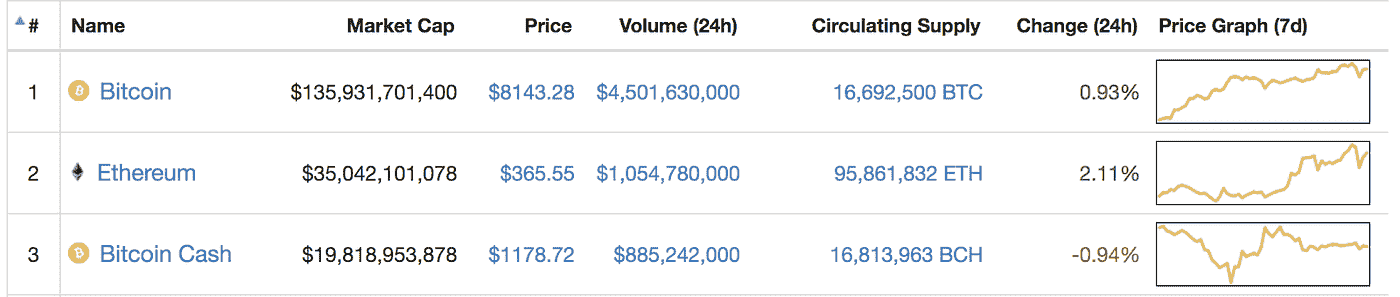 # Name Market Cap Price Volume (24h) Circulating Supply Change (24h) Price Graph (7d)
1 Bitcoin $135,931,701,400 $8143.28 $4,501,630,000 16,692,500 BTC 0.93%
2 Ethereum $35,042,101,078 $365.55 $1,054,780,000 95,861,832 ETH 2.11%
3 Bitcoin Cash $19,818,953,878 $1178.72 $885,242,000 16,813,963 BCH -0.94%